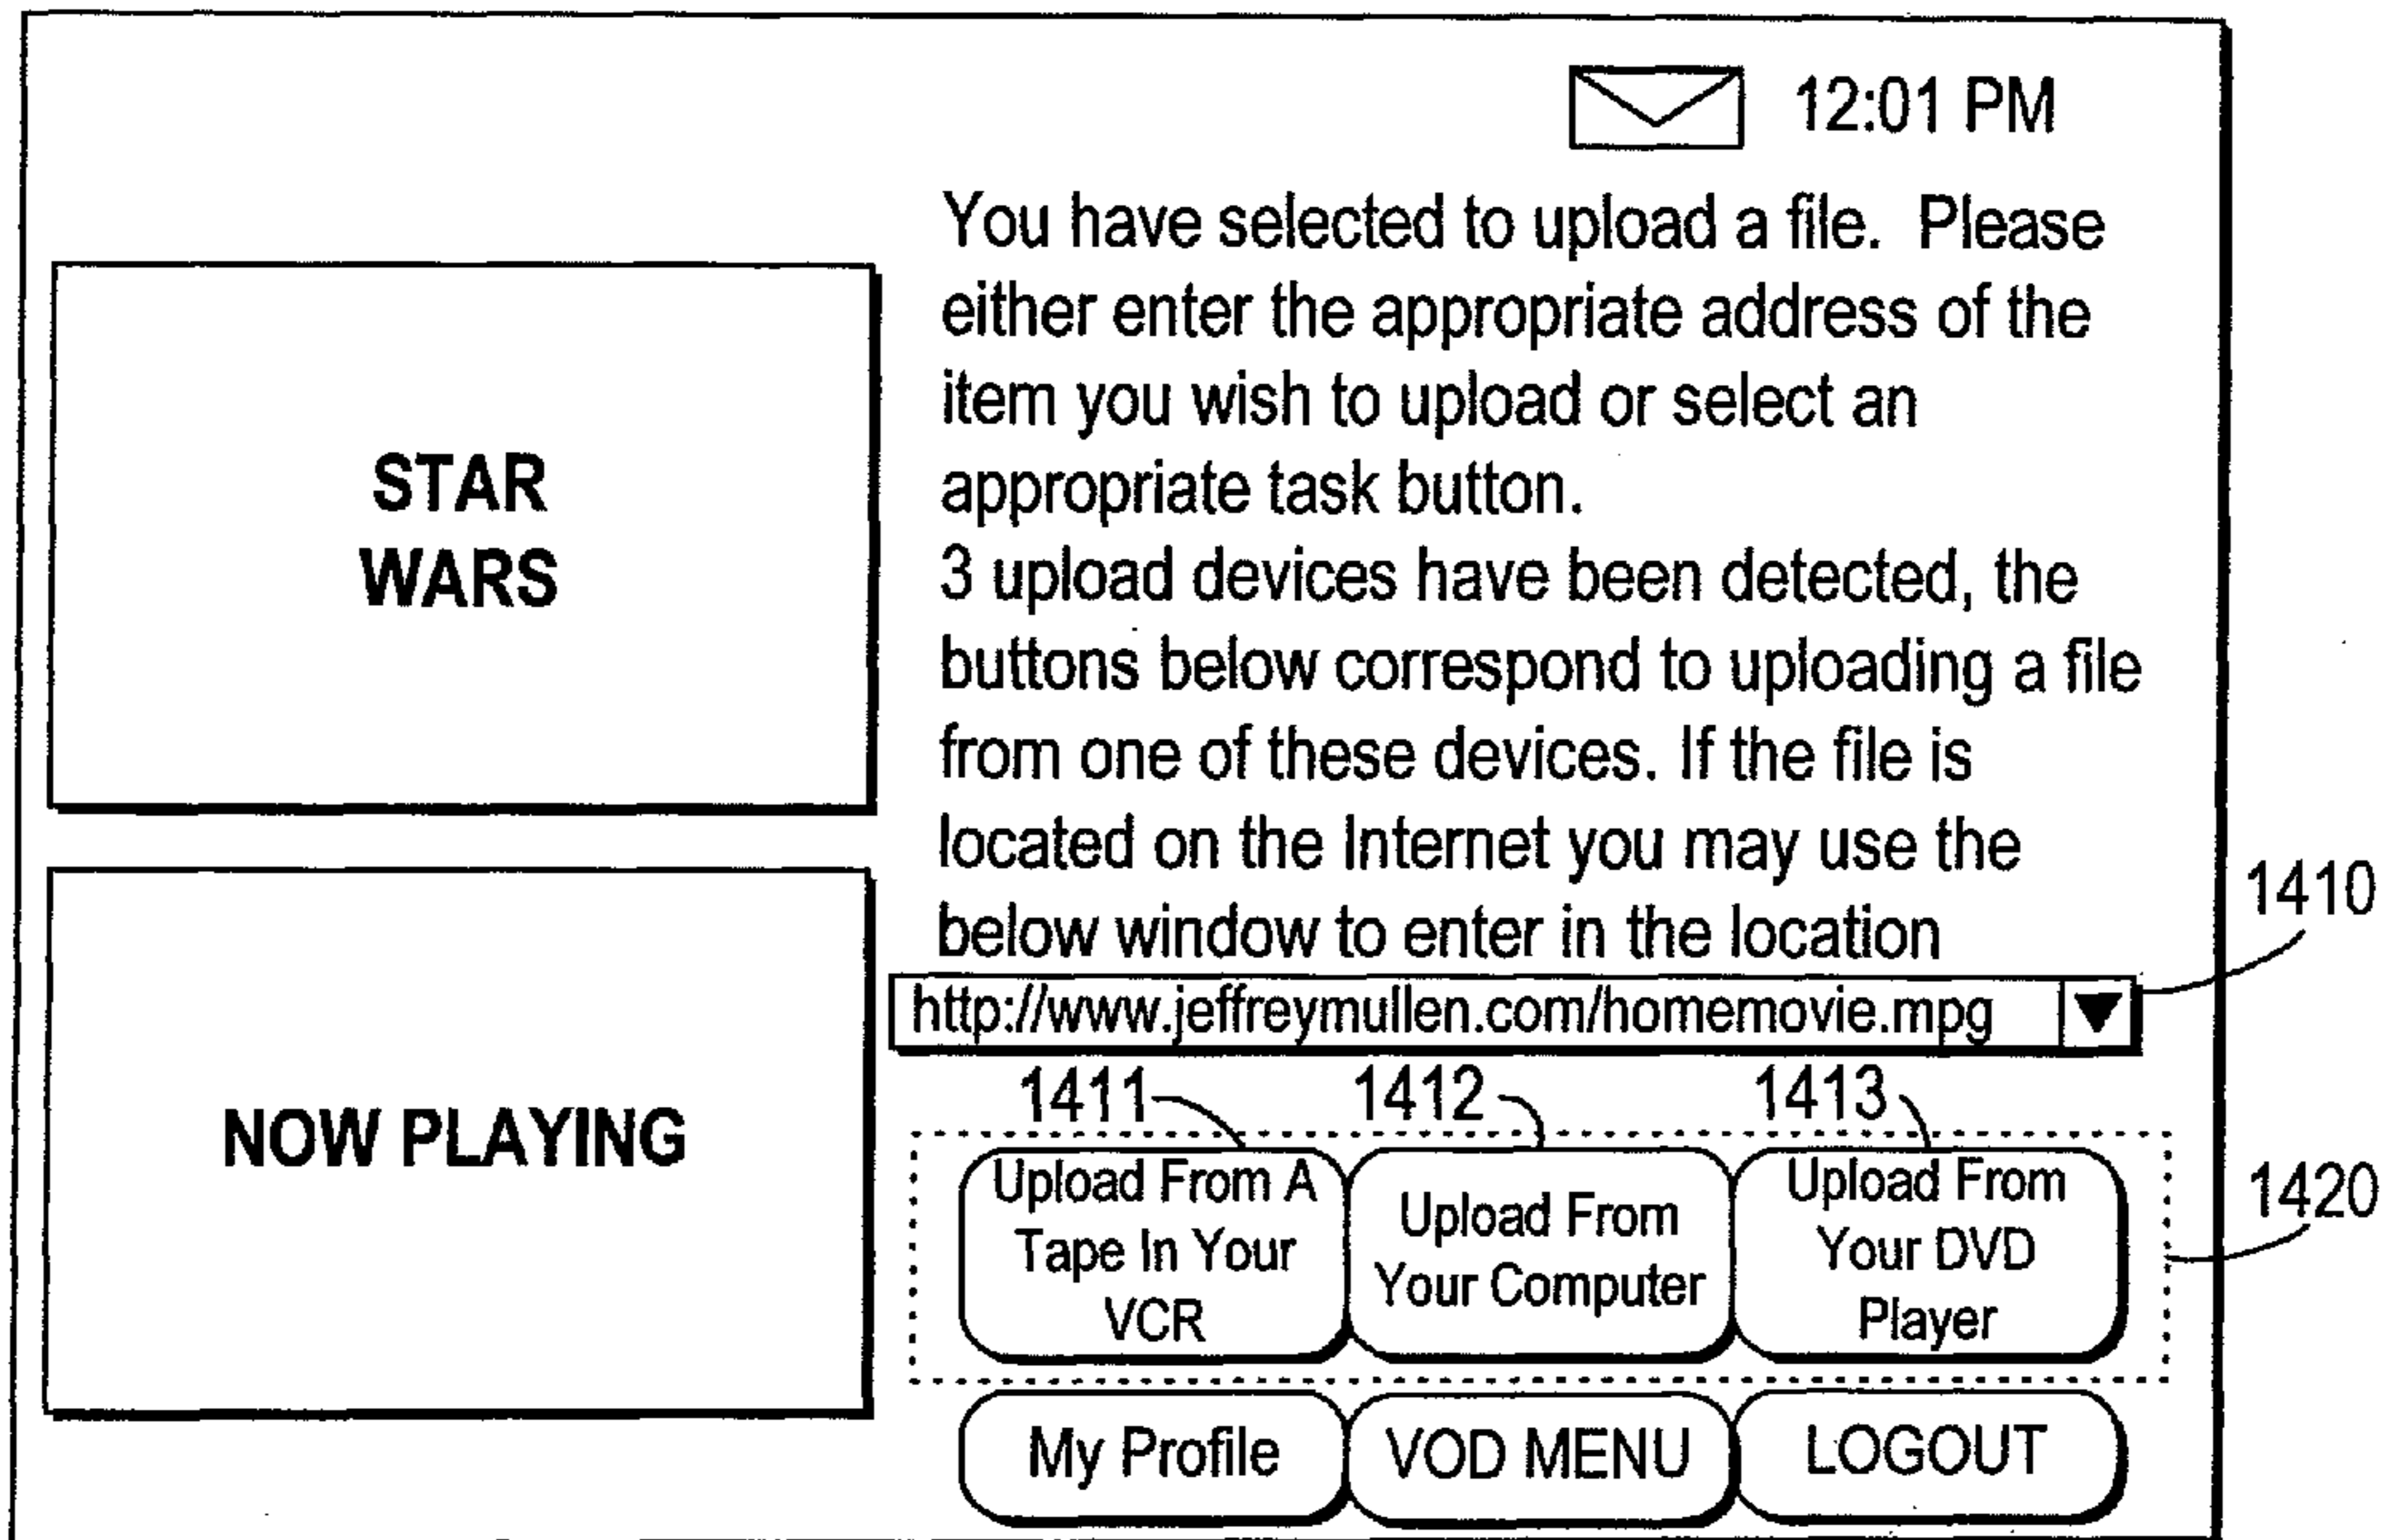 12:01 PM
STAR
WARS
NOW PLAYING
You have selected to upload a file. Please
either enter the appropriate address of the
item you wish to upload or select an
appropriate task button.
3 upload devices have been detected, the
buttons below correspond to uploading a file
from one of these devices. If the file is
located on the Internet you may use the
below window to enter in the location
1410
http://www.jeffreymullen.com/homemovie.mpg
1411
1412
1413
Upload From A
Tape In Your
VCR
Upload From
Your Computer
Upload From
Your DVD
Player
1420
My Profile
VOD MENU
LOGOUT